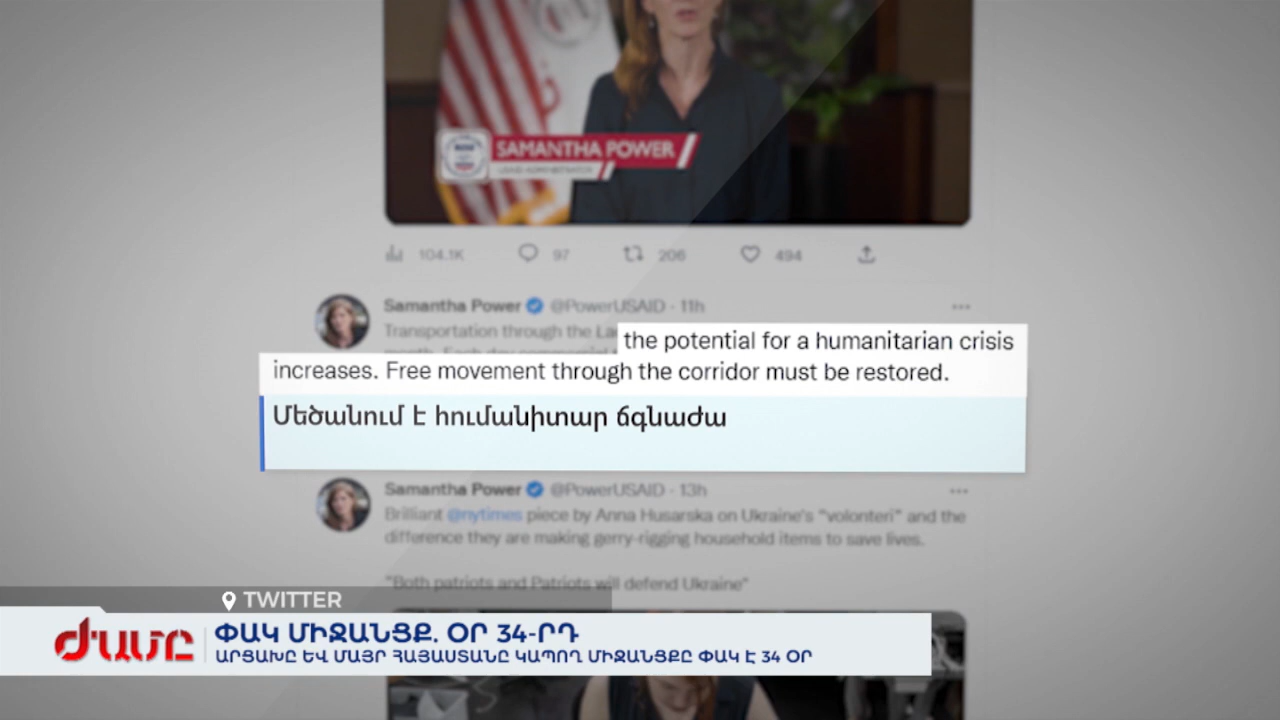 SAMANTHA POWER
104.1K 97 206 494
Samantha Power @PowerUSAID · 11h
Transportation through the La
the potential for a humanitarian crisis
increases. Free movement through the corridor must be restored.
Մեծանում է հումանիտար ճգնաժա
Samantha Power @PowerUSAID · 13h
Brilliant @nytimes piece by Anna Husarska on Ukraine's "volonteri" and the
difference they are making gerry-rigging household items to save lives.
"Both patriots and Patriots will defend Ukraine"
TWITTER
ԺԱՄԸ
ՓԱԿ ՄԻՋԱՆՑՔ. ՕՐ 34-ՐԴ
ԱՐՑԱԽԸ ԵՎ ՄԱՅՐ ՀԱՅԱՍՏԱՆԸ ԿԱՊՈՂ ՄԻՋԱՆՑՔԸ ՓԱԿ Է 34 ՕՐ